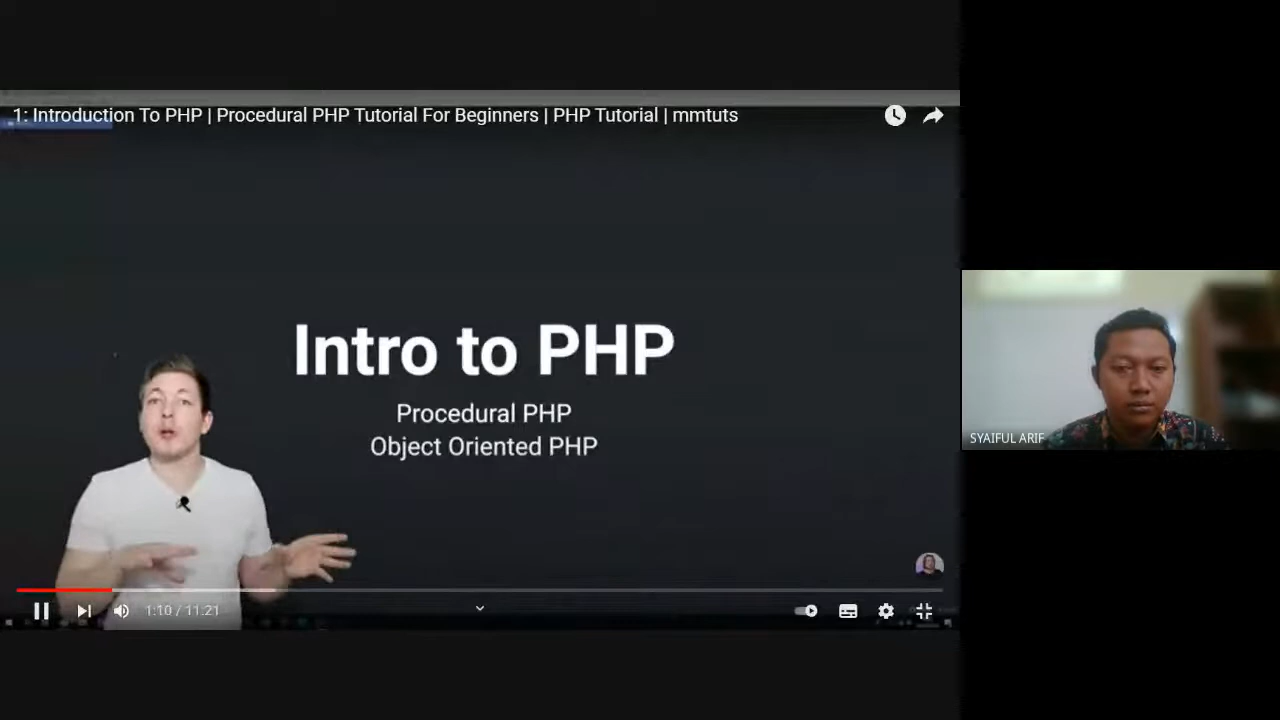 1: Introduction To PHP | Procedural PHP Tutorial For Beginners | PHP Tutorial | mmtuts
Intro to PHP
Procedural PHP
Object Oriented PHP
SYAIFUL ARIF
1:10 / 11:21